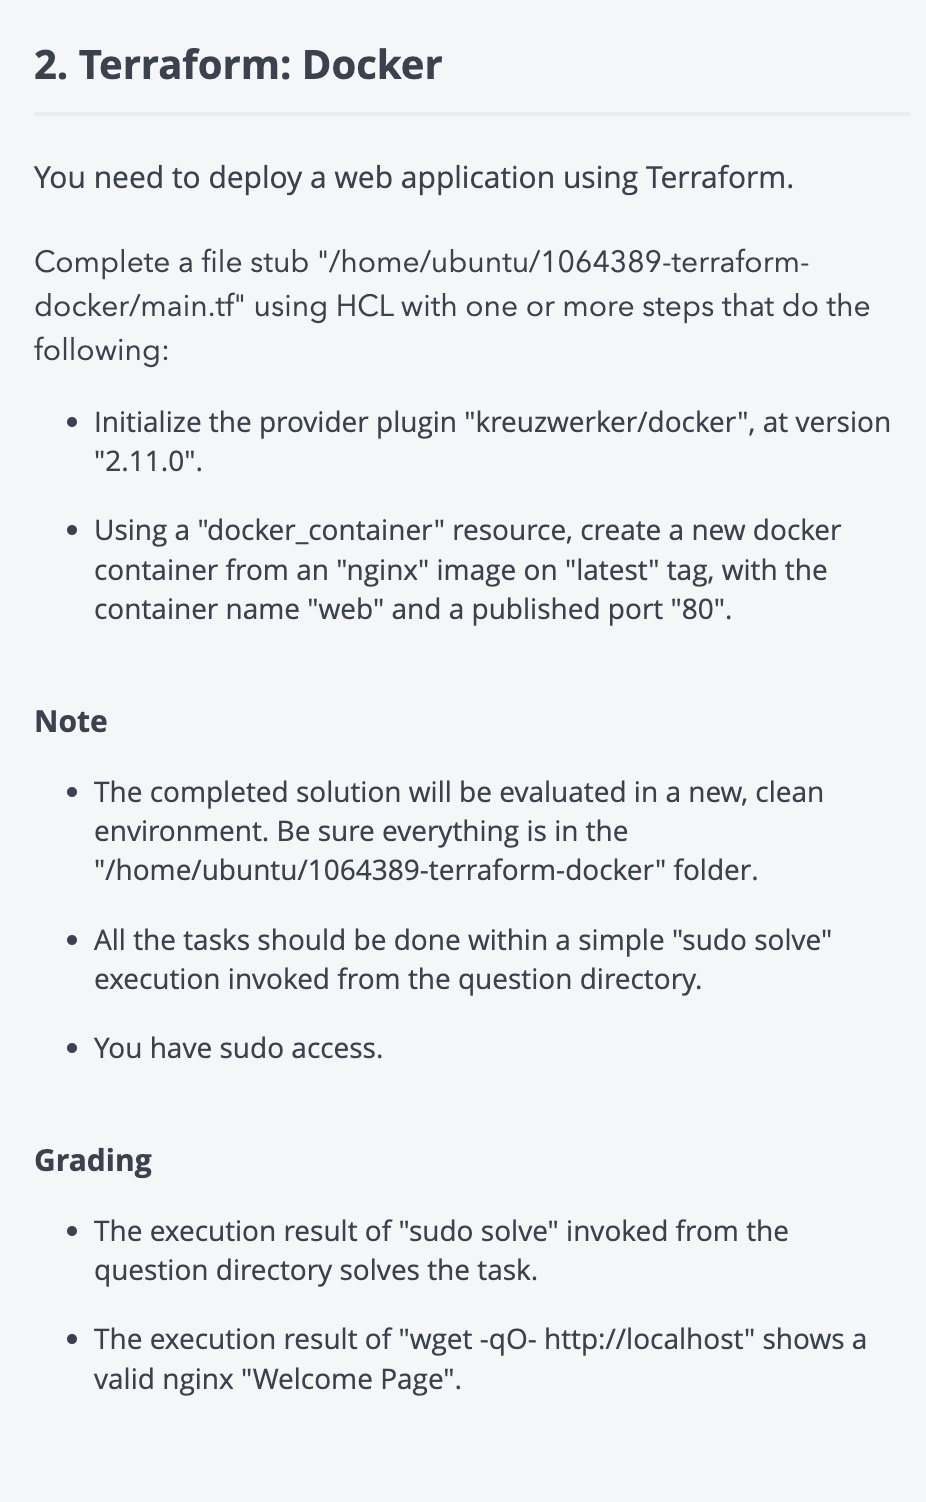 2. Terraform: Docker
You need to deploy a web application using Terraform.
Complete a file stub "/home/ubuntu/1064389-terraform-
docker/main.tf" using HCL with one or more steps that do the
following:
• Initialize the provider plugin "kreuzwerker/docker", at version
"2.11.0".
• Using a "docker_container" resource, create a new docker
container from an "nginx" image on "latest" tag, with the
container name "web" and a published port "80".
Note
• The completed solution will be evaluated in a new, clean
environment. Be sure everything is in the
"/home/ubuntu/1064389-terraform-docker" folder.
• All the tasks should be done within a simple "sudo solve"
execution invoked from the question directory.
• You have sudo access.
Grading
• The execution result of "sudo solve" invoked from the
question directory solves the task.
• The execution result of "wget -qO- http://localhost" shows a
valid nginx "Welcome Page".